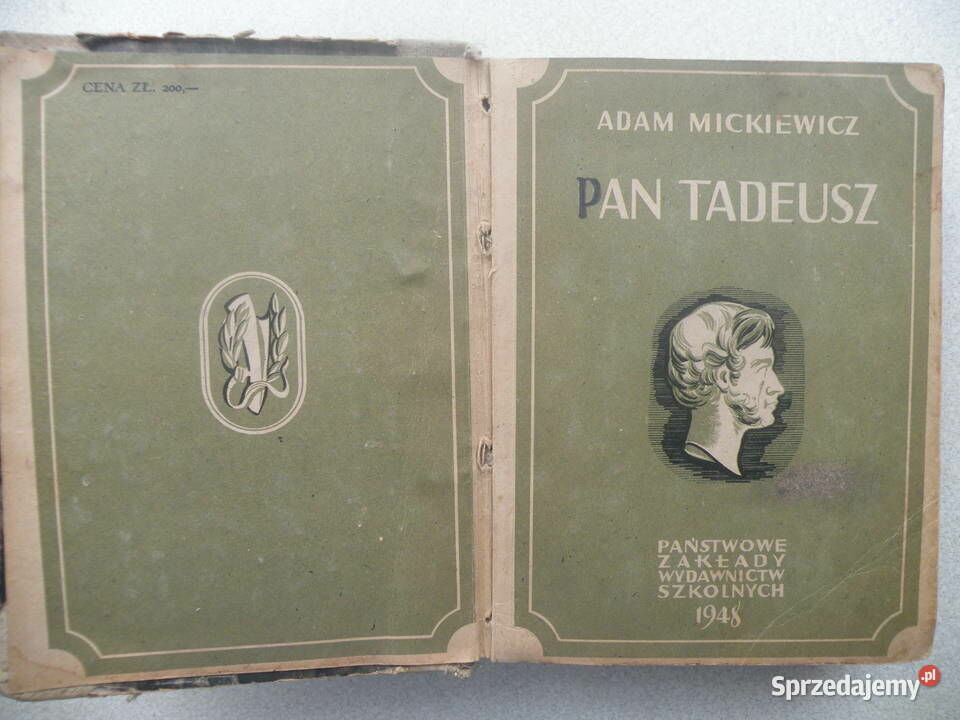 CENA ZŁ. 200,—
ADAM MICKIEWICZ
PAN TADEUSZ
PAŃSTWOWE
ZAKŁADY
WYDAWNICTW
SZKOLNYCH
1948
Sprzedajemy.pl